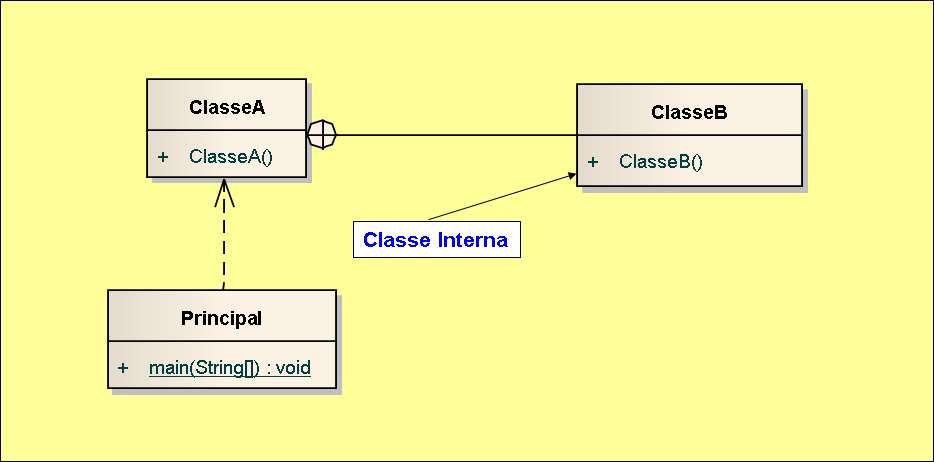 ClasseA
+ ClasseA()
ClasseB
+ ClasseB()
Classe Interna
Principal
+ main(String[]) : void